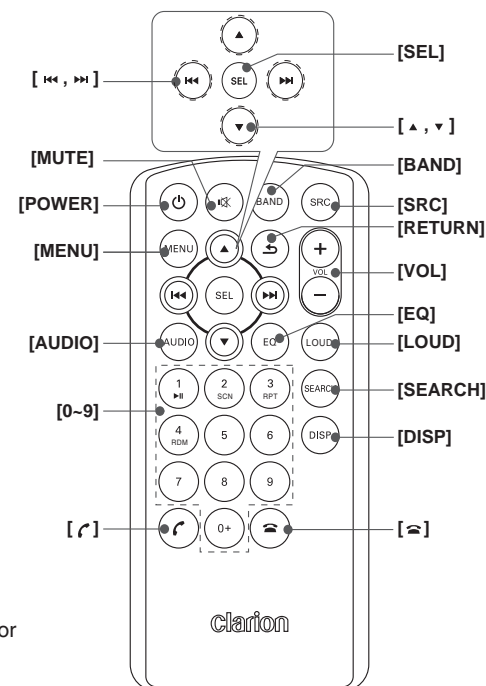 [SEL]
SEL
[ ⏮ , ⏭ ]
[ ▲ , ▼ ]
[MUTE]
[BAND]
[POWER]
BAND
SRC
[SRC]
[RETURN]
[MENU]
MENU
+
VOL
−
[VOL]
SEL
[EQ]
[AUDIO]
AUDIO
EQ
LOUD
[LOUD]
1
2
SCN
3
RPT
SEARCH
[SEARCH]
[0~9]
4
RDM
5
6
DISP
[DISP]
7
8
9
[ ]
0+
[ ]
clarion
or